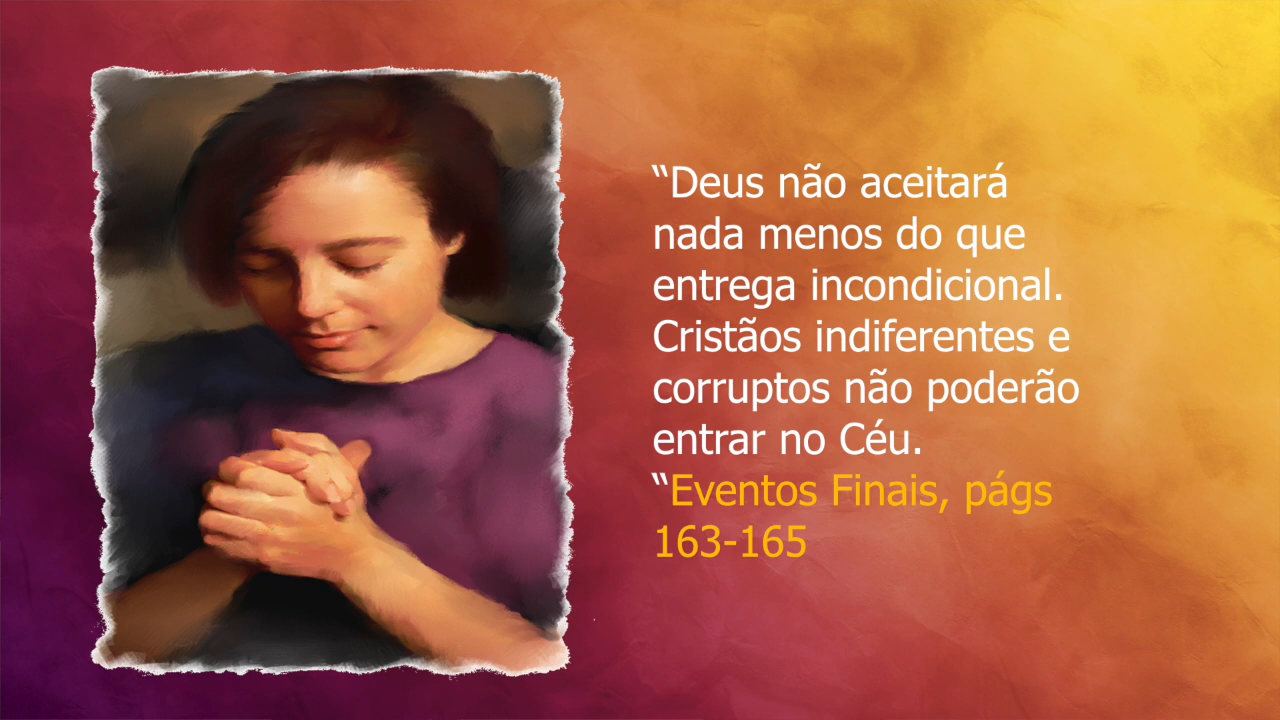 “Deus não aceitará
nada menos do que
entrega incondicional.
Cristãos indiferentes e
corruptos não poderão
entrar no Céu.
“Eventos Finais, págs
163-165